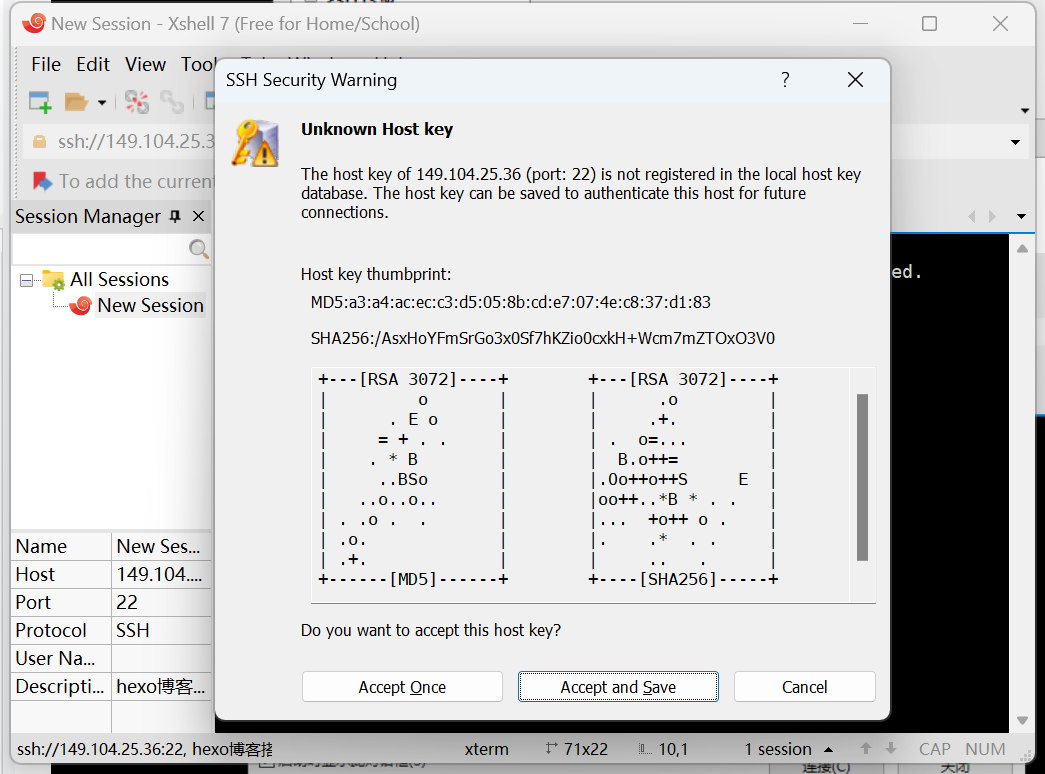 New Session - Xshell 7 (Free for Home/School)
File Edit View Tool
SSH Security Warning
?
Unknown Host key
ssh://149.104.25.3
The host key of 149.104.25.36 (port: 22) is not registered in the local host key
database. The host key can be saved to authenticate this host for future
connections.
To add the current
Session Manager
All Sessions
New Session
ed.
Host key thumbprint:
MD5:a3:a4:ac:ec:c3:d5:05:8b:cd:e7:07:4e:c8:37:d1:83
SHA256:/AsxHoYFmSrGo3x0Sf7hKZio0cxkH+Wcm7mZTOxO3V0
+---[RSA 3072]----+ +---[RSA 3072]----+
| o | | .o |
| . E o | | .+. |
| = + . . | | . o=... |
| . * B | | B.o++= |
| ..BSo | |.Oo++o++S E |
| ..o..o.. | |oo++..*B * . . |
| . .o . . | |... +o++ o . |
| .o. | |. .* . . |
| .+. | | .. . |
+------[MD5]------+ +----[SHA256]-----+
Do you want to accept this host key?
Accept Once Accept and Save Cancel
Name New Ses...
Host 149.104....
Port 22
Protocol SSH
User Na...
Descripti... hexo博客...
ssh://149.104.25.36:22, hexo博客搭 xterm 71x22 10,1 1 session CAP NUM